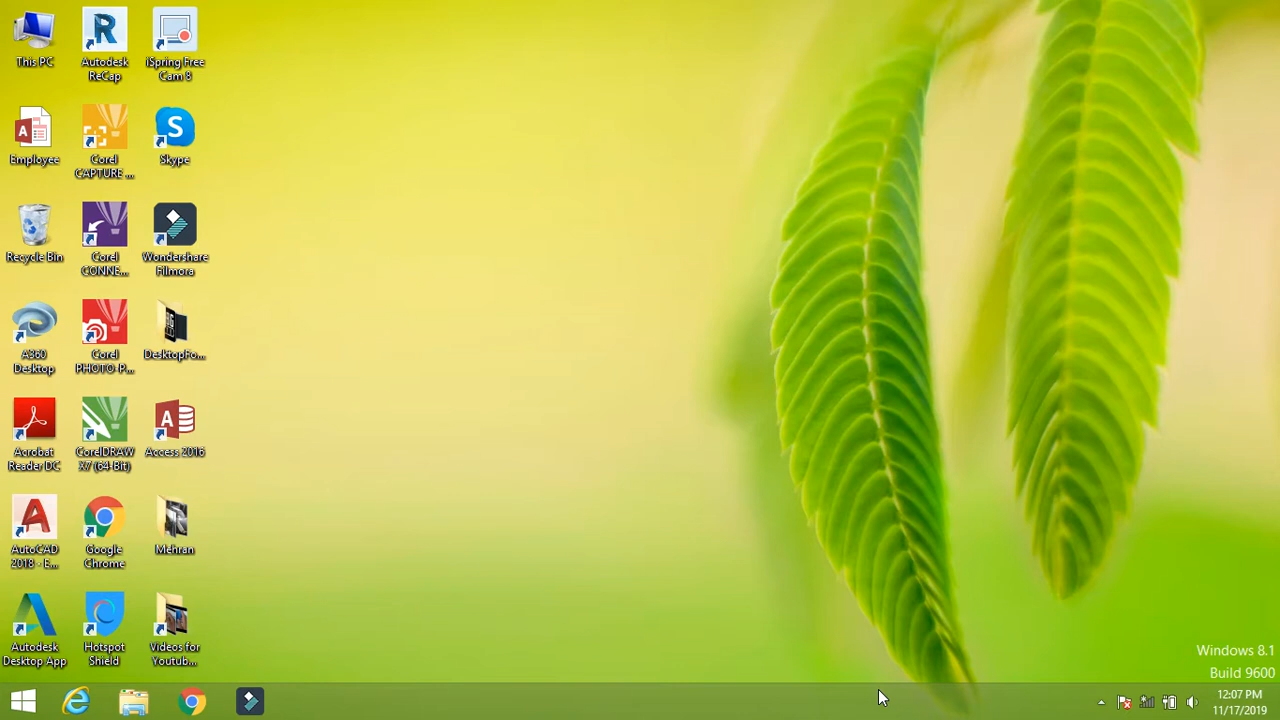 This PC
Autodesk
ReCap
iSpring Free
Cam 8
Employee
Corel
CAPTURE ...
Skype
Recycle Bin
Corel
CONNE...
Wondershare
Filmora
A360
Desktop
Corel
PHOTO-P...
DesktopFo...
Acrobat
Reader DC
CorelDRAW
X7 (64-Bit)
Access 2016
AutoCAD
2018 - E...
Google
Chrome
Mehran
Autodesk
Desktop App
Hotspot
Shield
Videos for
Youtub...
Windows 8.1
Build 9600
12:07 PM
11/17/2019